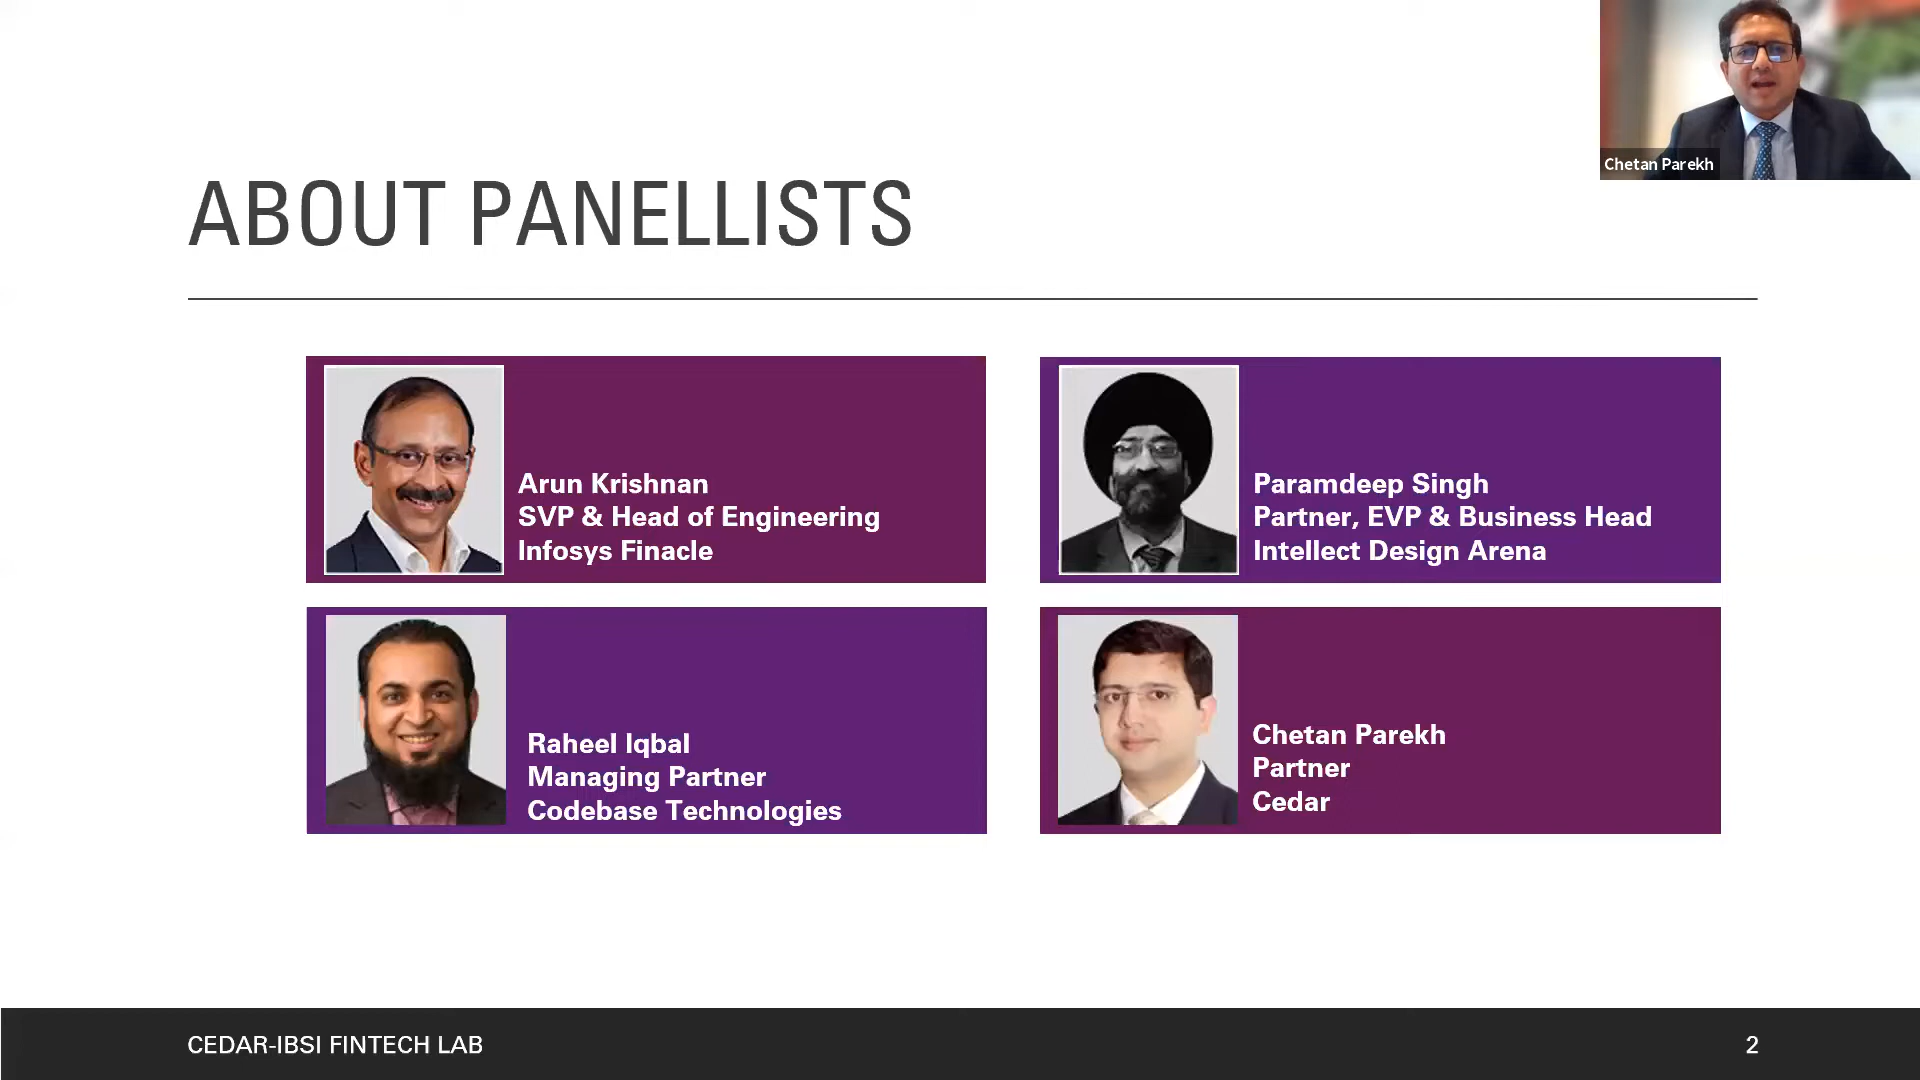 Chetan Parekh
ABOUT PANELLISTS
Arun Krishnan
SVP & Head of Engineering
Infosys Finacle
Paramdeep Singh
Partner, EVP & Business Head
Intellect Design Arena
Raheel Iqbal
Managing Partner
Codebase Technologies
Chetan Parekh
Partner
Cedar
CEDAR-IBSI FINTECH LAB
2